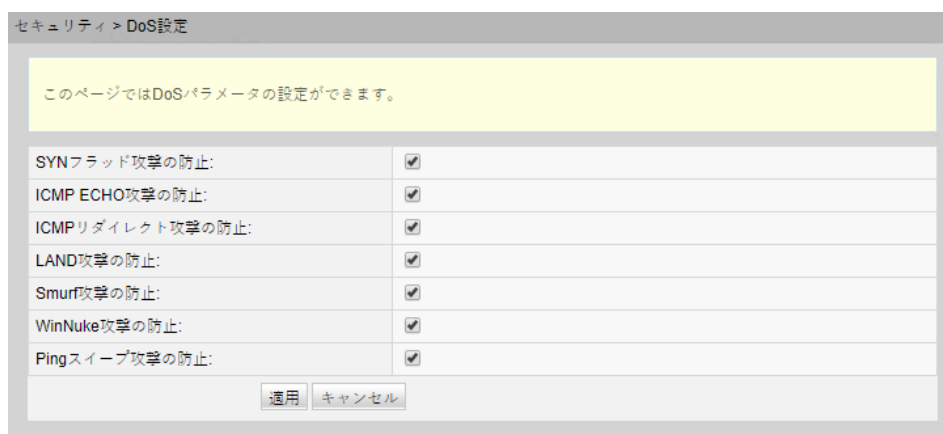 セキュリティ > DoS設定
このページではDoSパラメータの設定ができます。
SYNフラッド攻撃の防止:
ICMP ECHO攻撃の防止:
ICMPリダイレクト攻撃の防止:
LAND攻撃の防止:
Smurf攻撃の防止:
WinNuke攻撃の防止:
Pingスイープ攻撃の防止:
適用 キャンセル